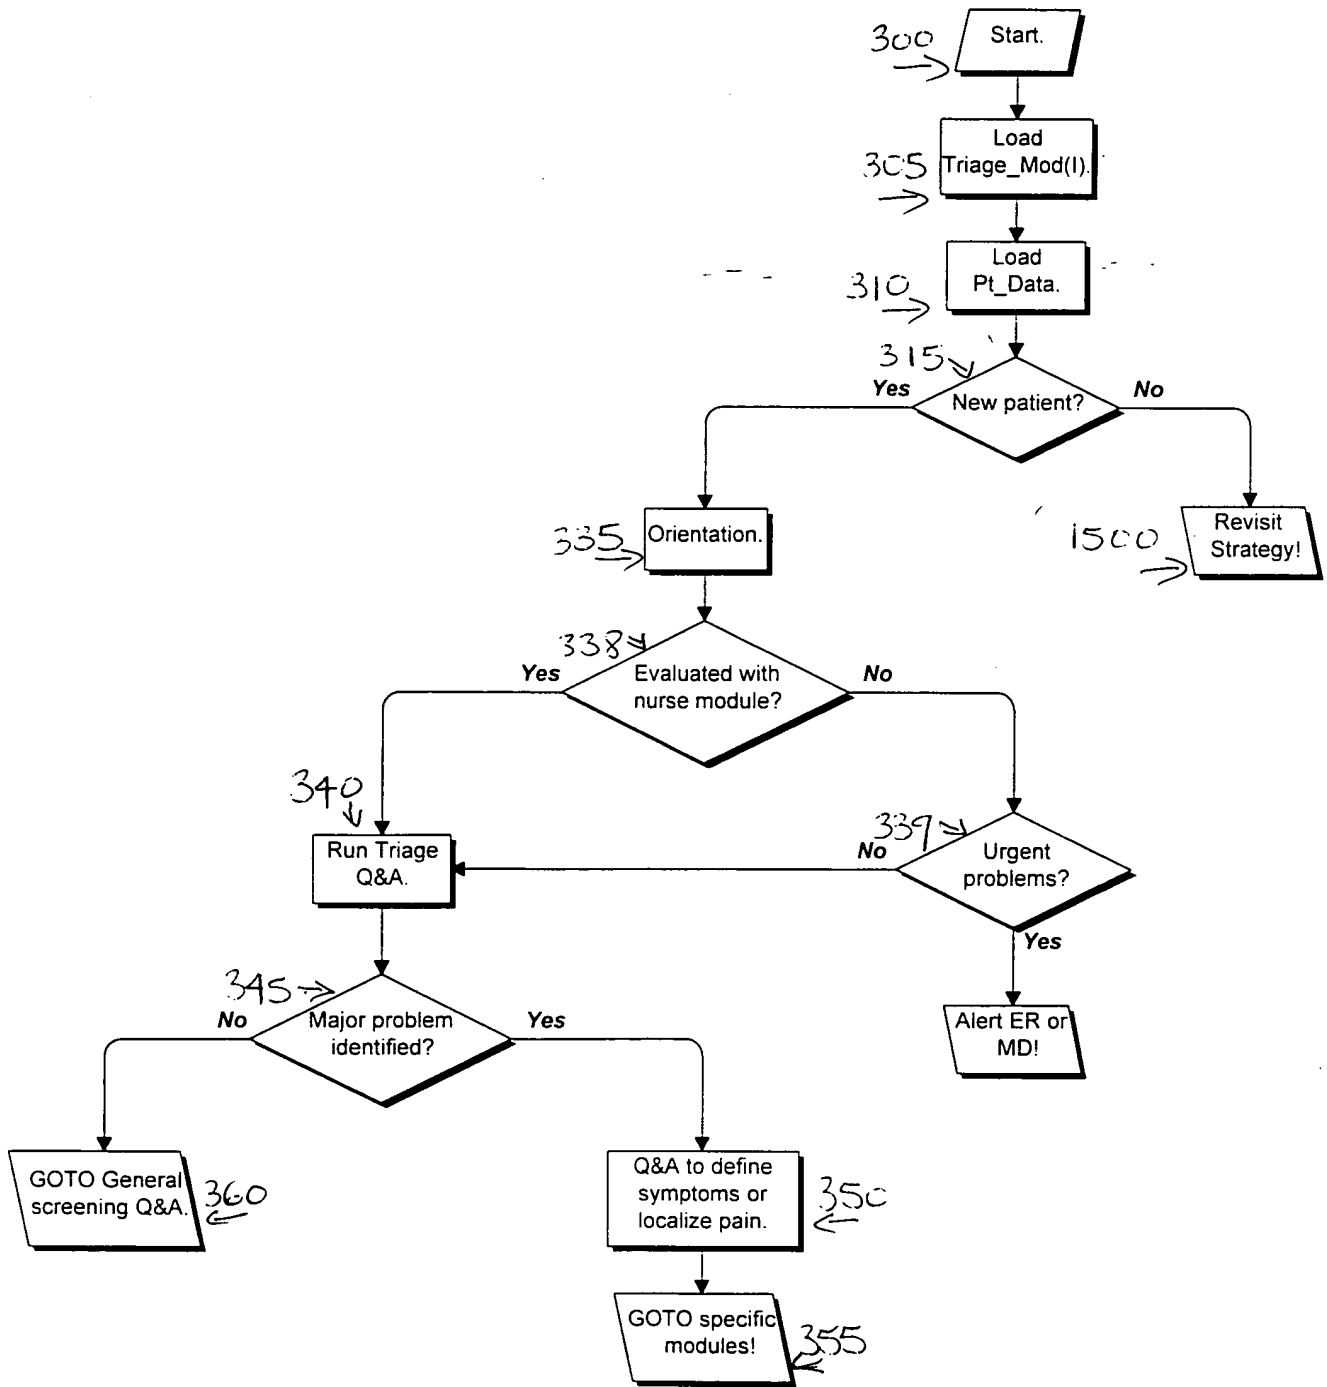 300
Start.
Load
Triage_Mod(I).
305
Load
Pt_Data.
310
315
Yes
New patient?
No
335
Orientation.
1500
Revisit
Strategy!
338
Yes
Evaluated with
nurse module?
No
340
Run Triage
Q&A.
339
No
Urgent
problems?
Yes
345
No
Major problem
identified?
Yes
Alert ER or
MD!
GOTO General
screening Q&A.
360
Q&A to define
symptoms or
localize pain.
350
GOTO specific
modules!
355